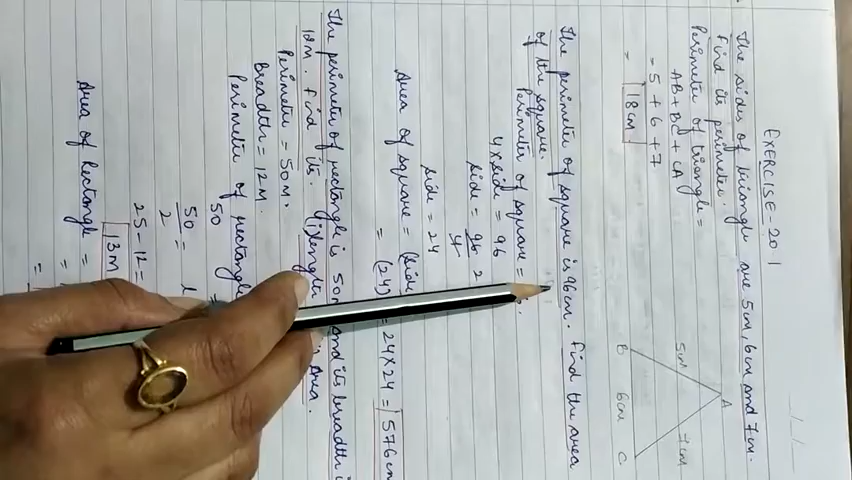 EXERCISE-20.1
The sides of triangle are 5cm, 6cm and 7cm.
Find its perimeter.
Perimeter of triangle =
AB + BC + CA
= 5 + 6 + 7
= 18cm
A
5cm
7cm
B
6cm
C
The perimeter of square is 96cm. Find the area
of the square.
Perimeter of square =
4 x side = 96
side = 96
4
side = 24
Area of square = (side
= (24) = 24 x 24 = 576cm
The perimeter of rectangle is 50m and its breadth i
12m. find its. (i) length Area.
Perimeter = 50m.
Breadth = 12m.
Perimeter of rectangle
50 =
50 =
2
25 - 12 =
13m
Area of Rectangle =
=